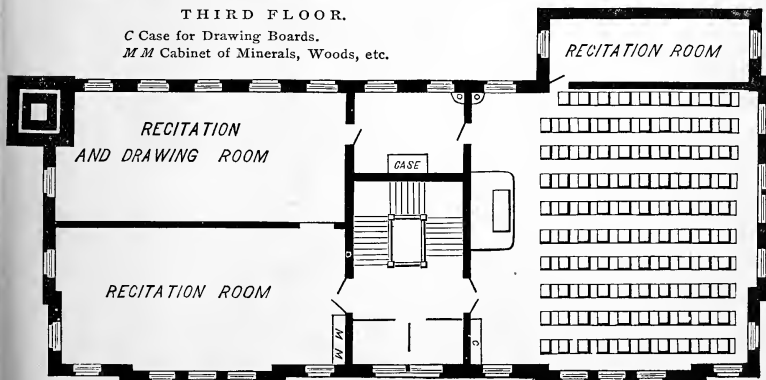 THIRD FLOOR.
C Case for Drawing Boards.
M M Cabinet of Minerals, Woods, etc.
RECITATION ROOM
RECITATION
AND DRAWING ROOM
CASE
RECITATION ROOM
M M
C